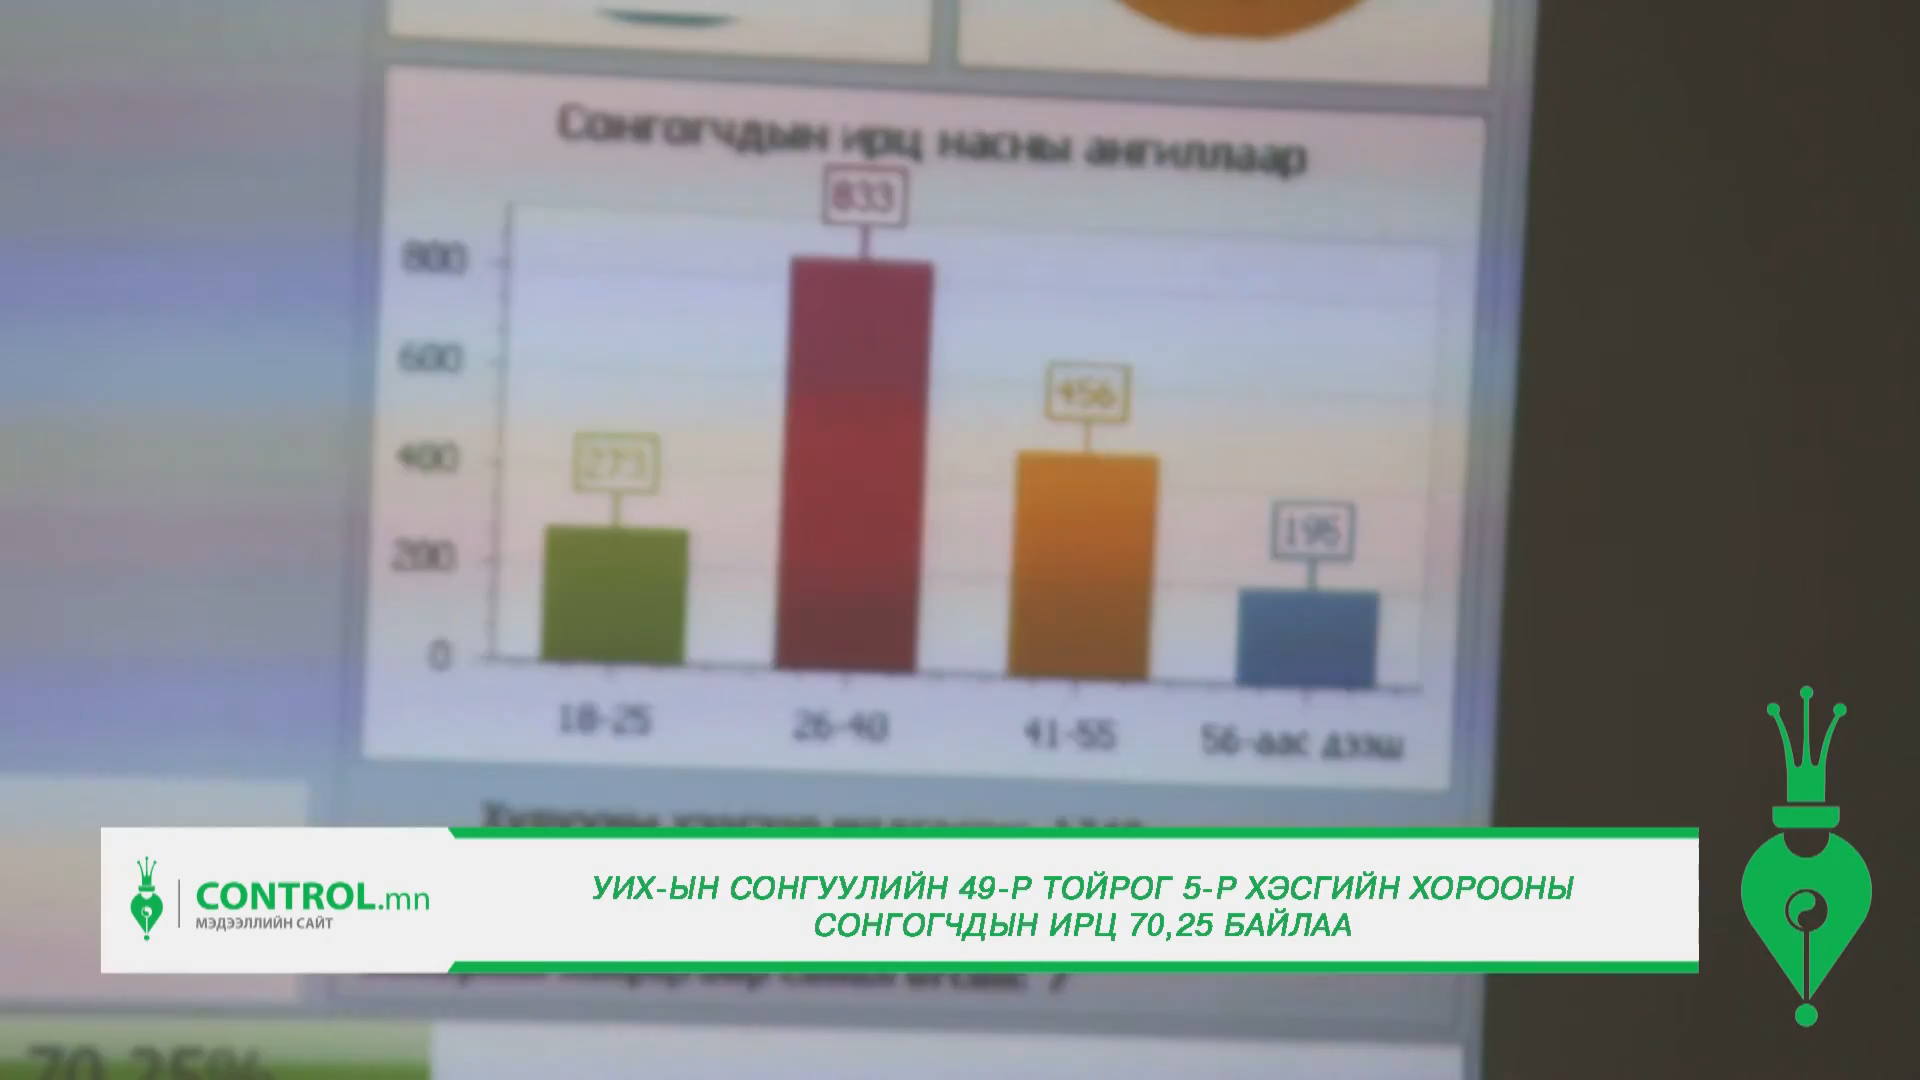 Сонгогчдын ирц насны ангиллаар
833
800
600
456
400
273
200
195
0
18-25
26-40
41-55
56-аас дээш
CONTROL.mn
МЭДЭЭЛЛИЙН САЙТ
УИХ-ЫН СОНГУУЛИЙН 49-Р ТОЙРОГ 5-Р ХЭСГИЙН ХОРООНЫ
СОНГОГЧДЫН ИРЦ 70,25 БАЙЛАА
70.25%